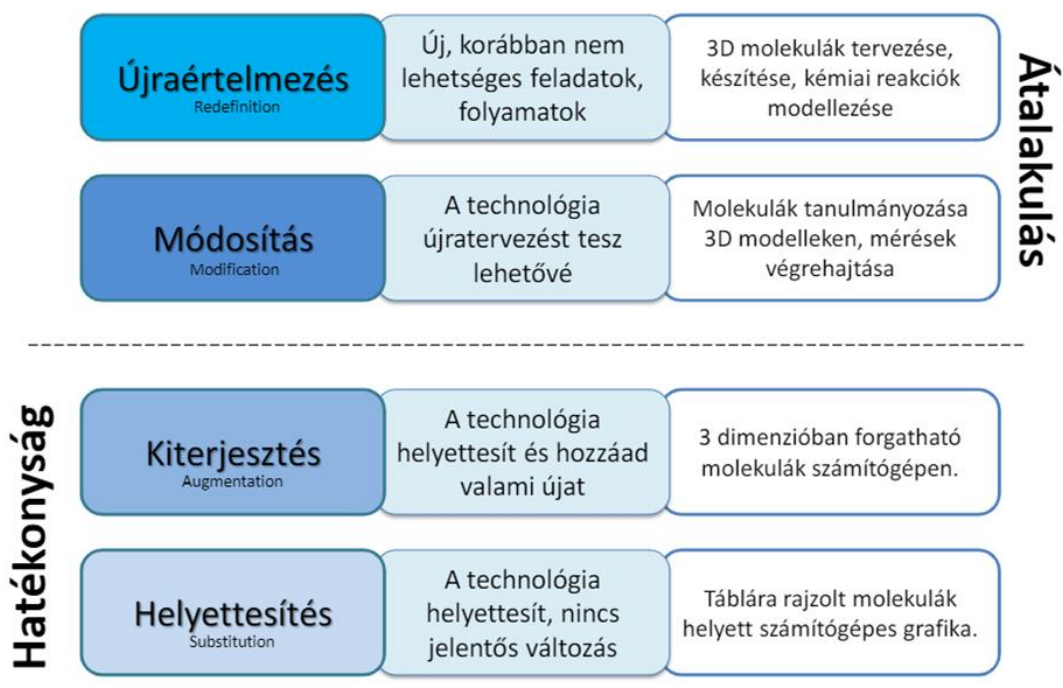 Újraértelmezés
Redefinition
Új, korábban nem
lehetséges feladatok,
folyamatok
3D molekulák tervezése,
készítése, kémiai reakciók
modellezése
Módosítás
Modification
A technológia
újratervezést tesz
lehetővé
Molekulák tanulmányozása
3D modelleken, mérések
végrehajtása
Átalakulás
Kiterjesztés
Augmentation
A technológia
helyettesít és hozzáad
valami újat
3 dimenzióban forgatható
molekulák számítógépen.
Helyettesítés
Substitution
A technológia
helyettesít, nincs
jelentős változás
Táblára rajzolt molekulák
helyett számítógépes grafika.
Hatékonyság